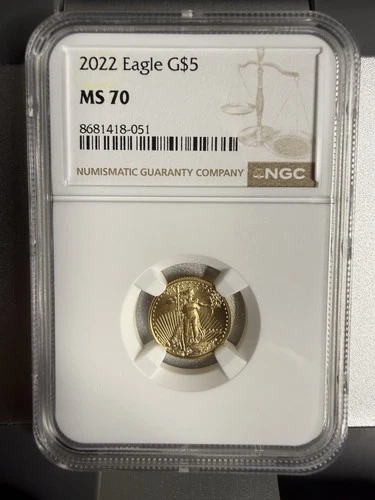 2022 Eagle G$5
MS 70
8681418-051
NUMISMATIC GUARANTY COMPANY
NGC